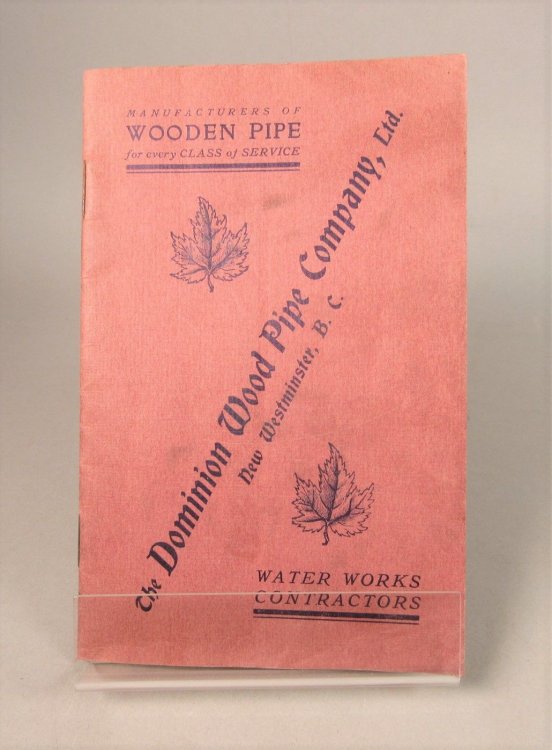 MANUFACTURERS OF
WOODEN PIPE
for every CLASS of SERVICE
The Dominion Wood Pipe Company, Ltd.
New Westminster, B. C.
WATER WORKS
CONTRACTORS